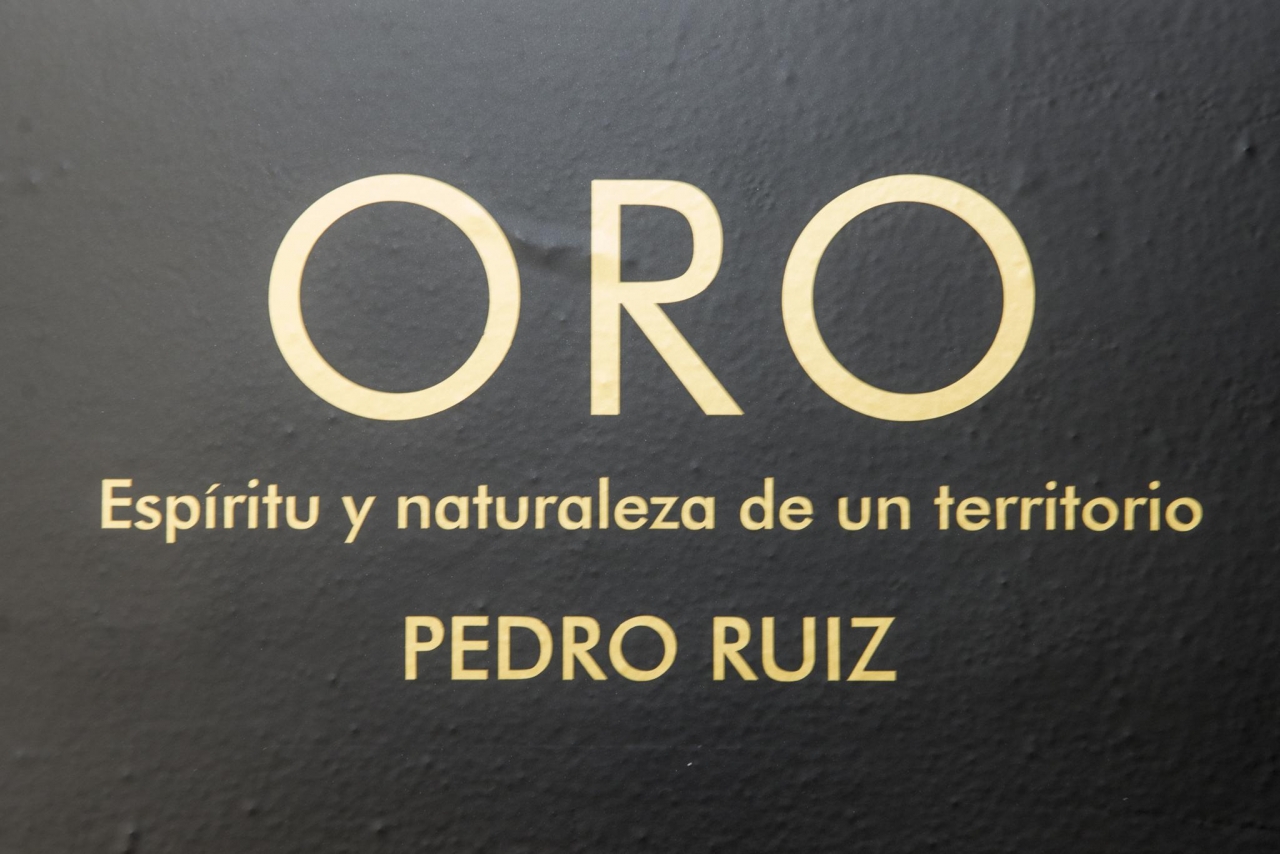 ORO
Espíritu y naturaleza de un territorio
PEDRO RUIZ